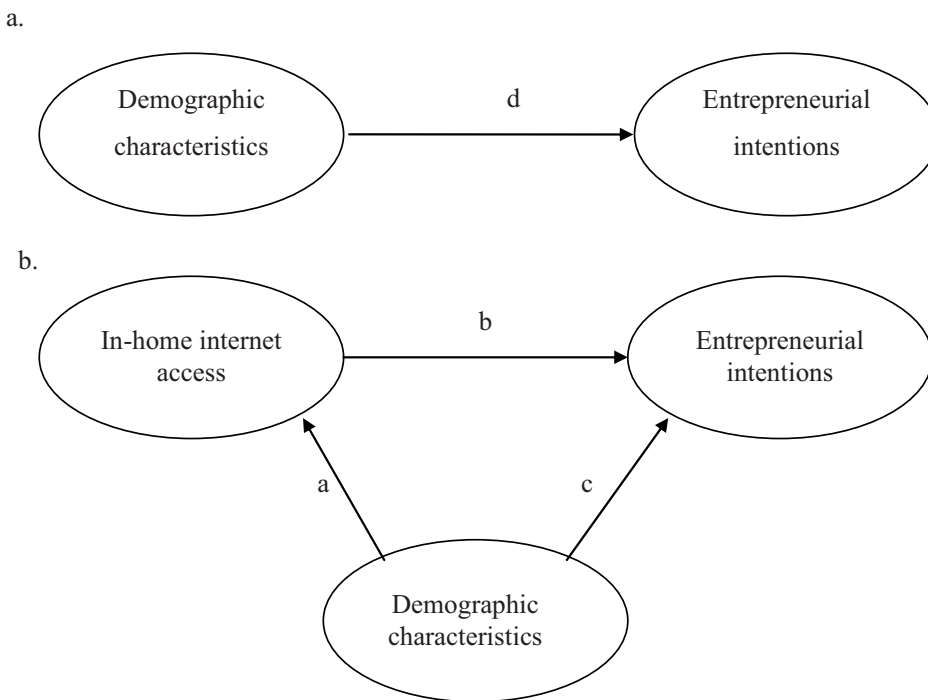 a.
Demographic
characteristics
d
Entrepreneurial
intentions
b.
In-home internet
access
b
Entrepreneurial
intentions
a
c
Demographic
characteristics